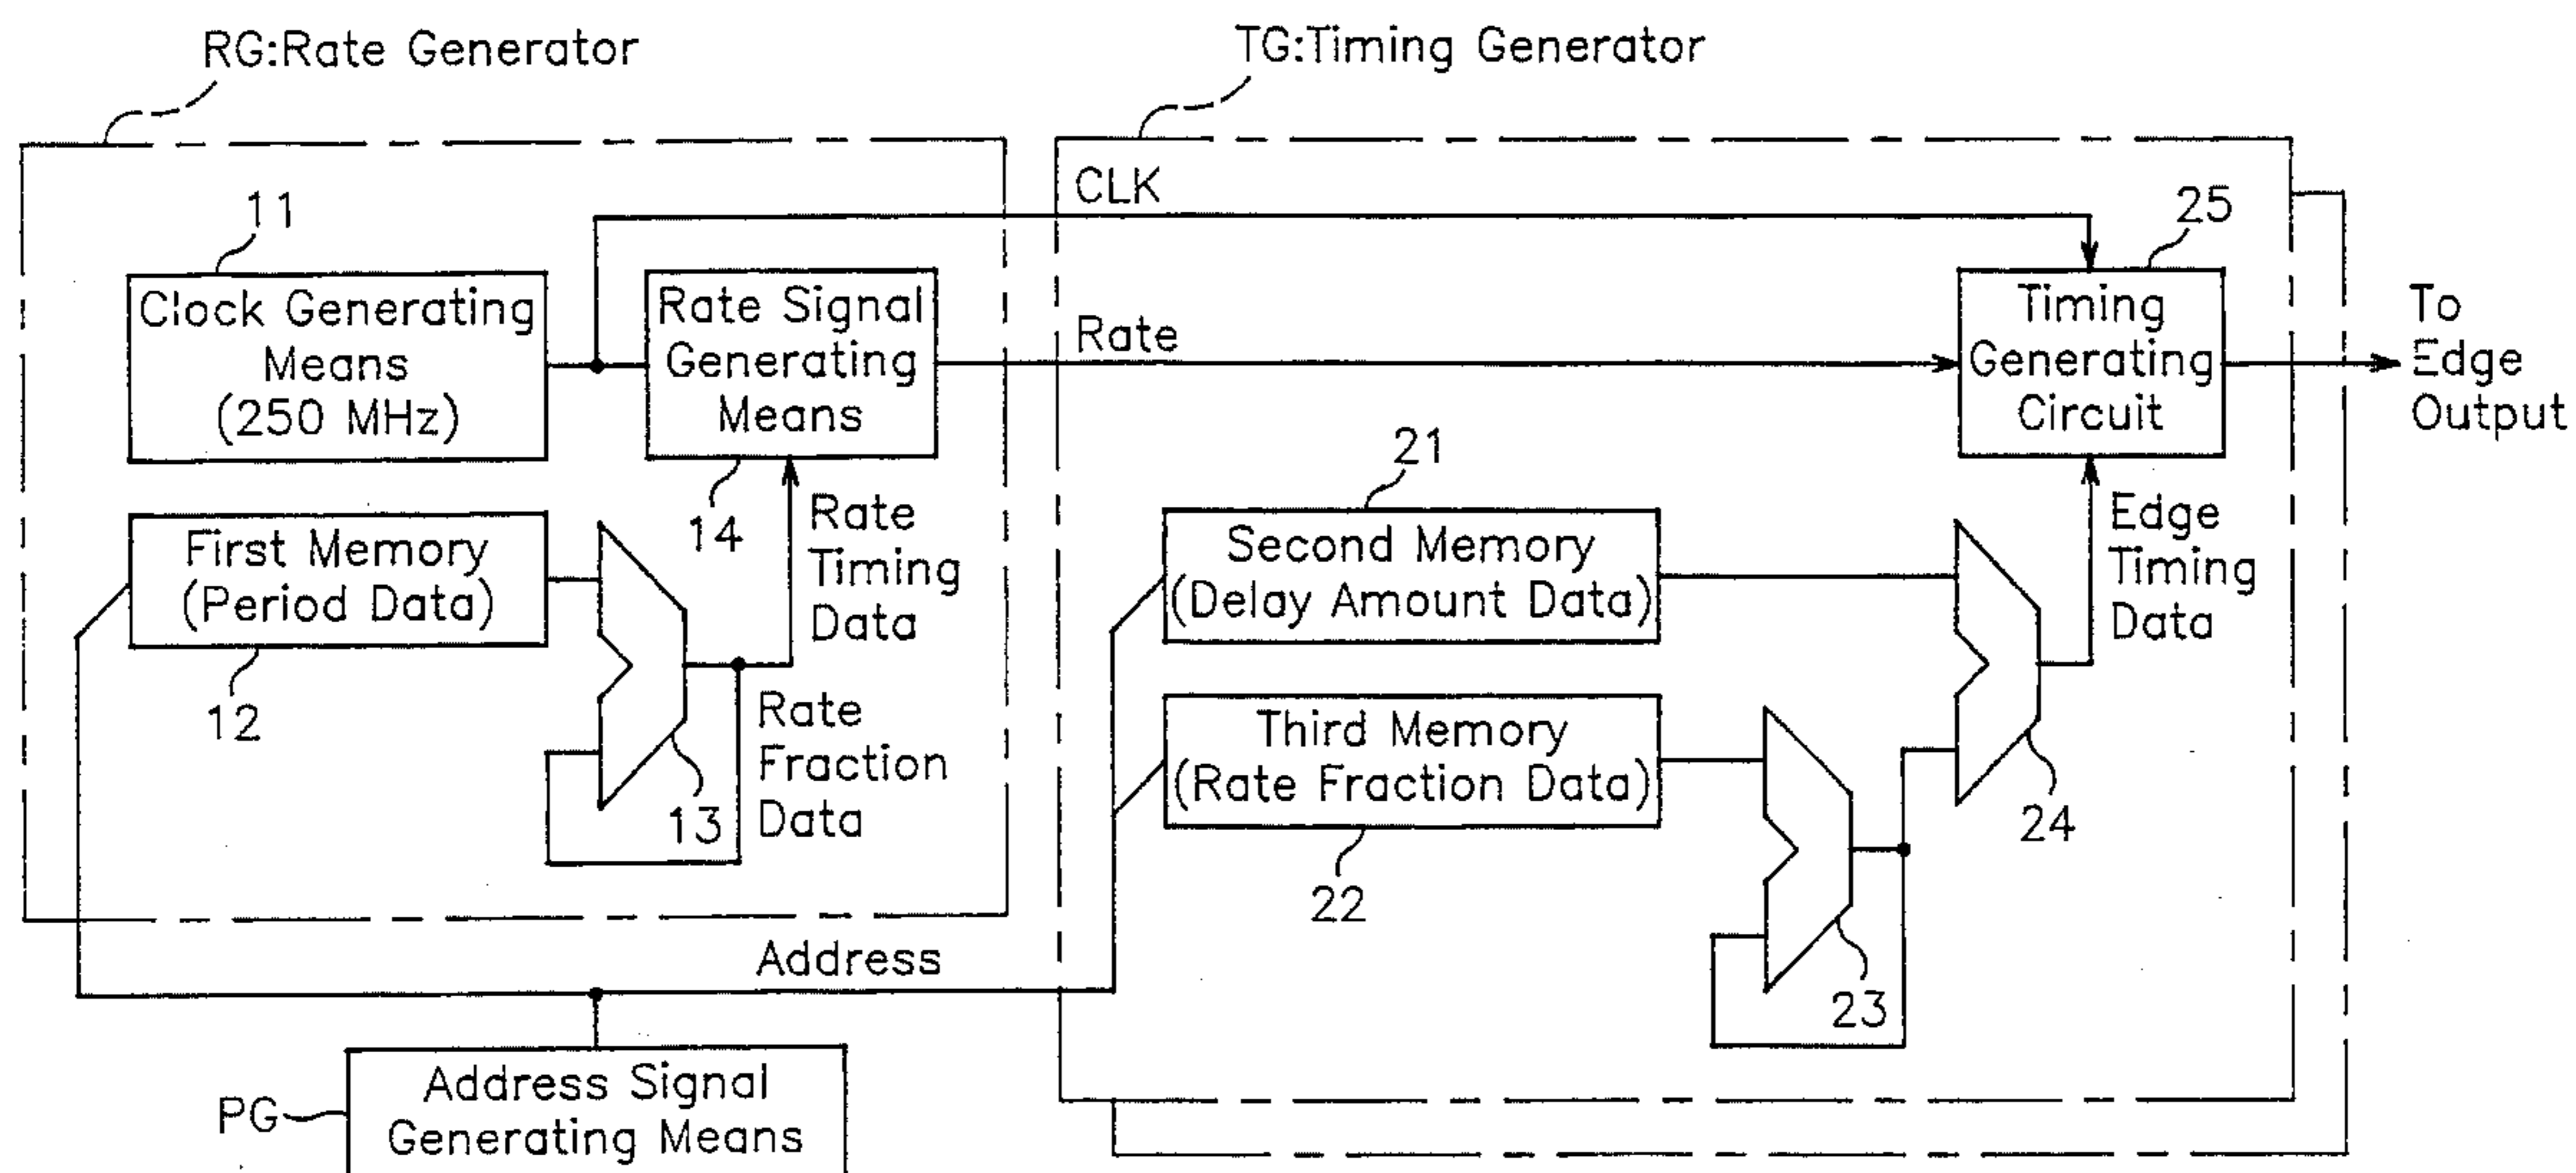 RG:Rate Generator
TG:Timing Generator
CLK
11
25
Clock Generating
Means
(250 MHz)
Rate Signal
Generating
Means
Rate
Timing
Generating
Circuit
To
Edge
Output
14
Rate
Timing
Data
21
First Memory
(Period Data)
12
Second Memory
(Delay Amount Data)
Edge
Timing
Data
Rate
Fraction
Data
13
Third Memory
(Rate Fraction Data)
22
24
23
Address
PG
Address Signal
Generating Means